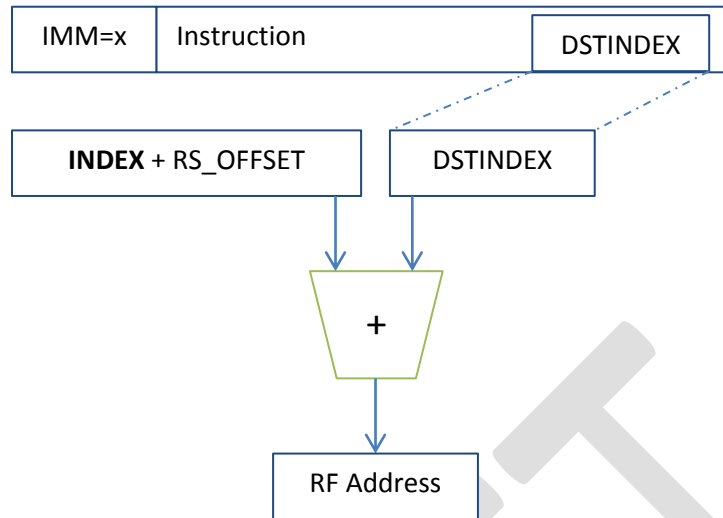 IMM=x Instruction DSTINDEX
INDEX + RS_OFFSET DSTINDEX
+
RF Address